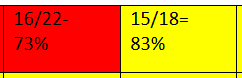 16/22-
73%
15/18=
83%